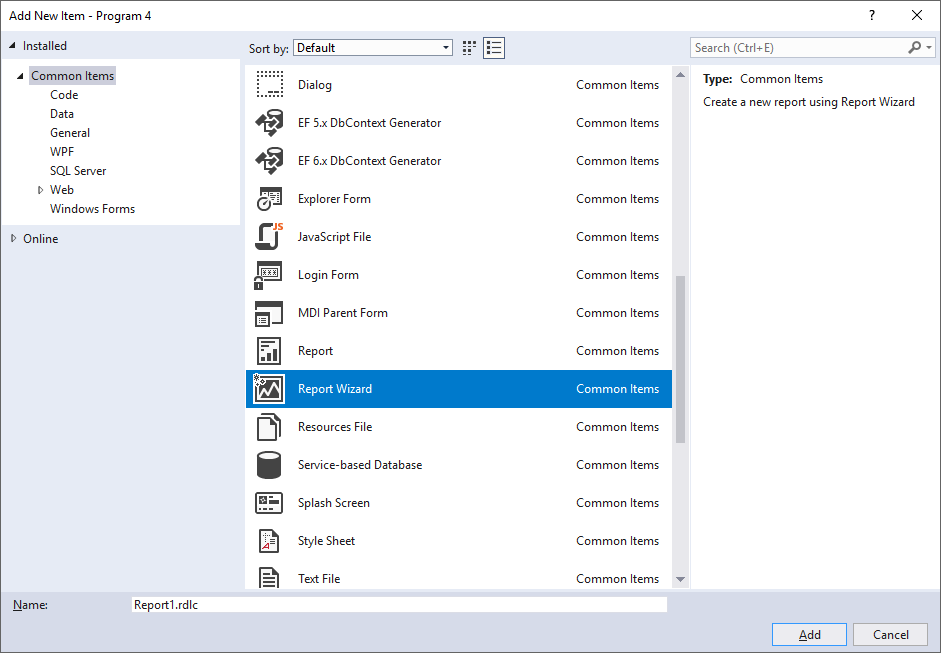 Add New Item - Program 4
?
Installed
Sort by: Default
Search (Ctrl+E)
Common Items
Code
Data
General
WPF
SQL Server
Web
Windows Forms
Online
Dialog Common Items
EF 5.x DbContext Generator Common Items
EF 6.x DbContext Generator Common Items
Explorer Form Common Items
JS
JavaScript File Common Items
Login Form Common Items
MDI Parent Form Common Items
Report Common Items
Report Wizard Common Items
Resources File Common Items
Service-based Database Common Items
Splash Screen Common Items
Style Sheet Common Items
Text File Common Items
Type: Common Items
Create a new report using Report Wizard
Name: Report1.rdlc
Add Cancel